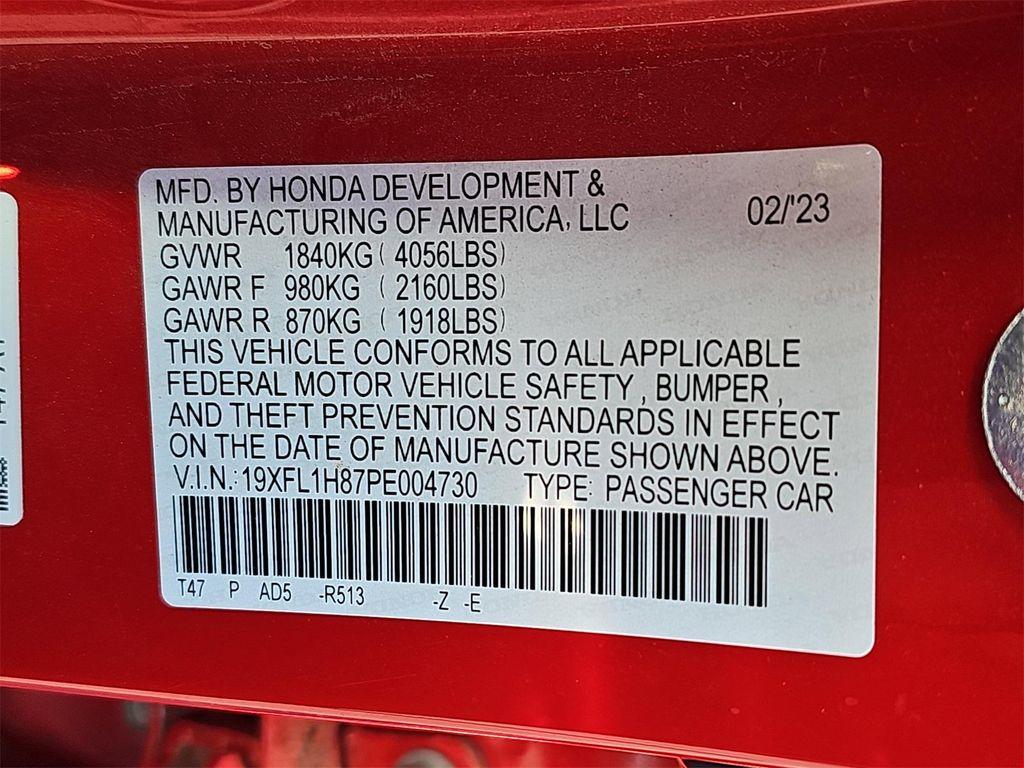 MFD. BY HONDA DEVELOPMENT &
MANUFACTURING OF AMERICA, LLC 02/'23
GVWR 1840KG ( 4056LBS)
GAWR F 980KG ( 2160LBS)
GAWR R 870KG ( 1918LBS)
THIS VEHICLE CONFORMS TO ALL APPLICABLE
FEDERAL MOTOR VEHICLE SAFETY, BUMPER,
AND THEFT PREVENTION STANDARDS IN EFFECT
ON THE DATE OF MANUFACTURE SHOWN ABOVE.
V.I.N.: 19XFL1H87PE004730 TYPE: PASSENGER CAR
T47 P AD5 -R513 -Z -E